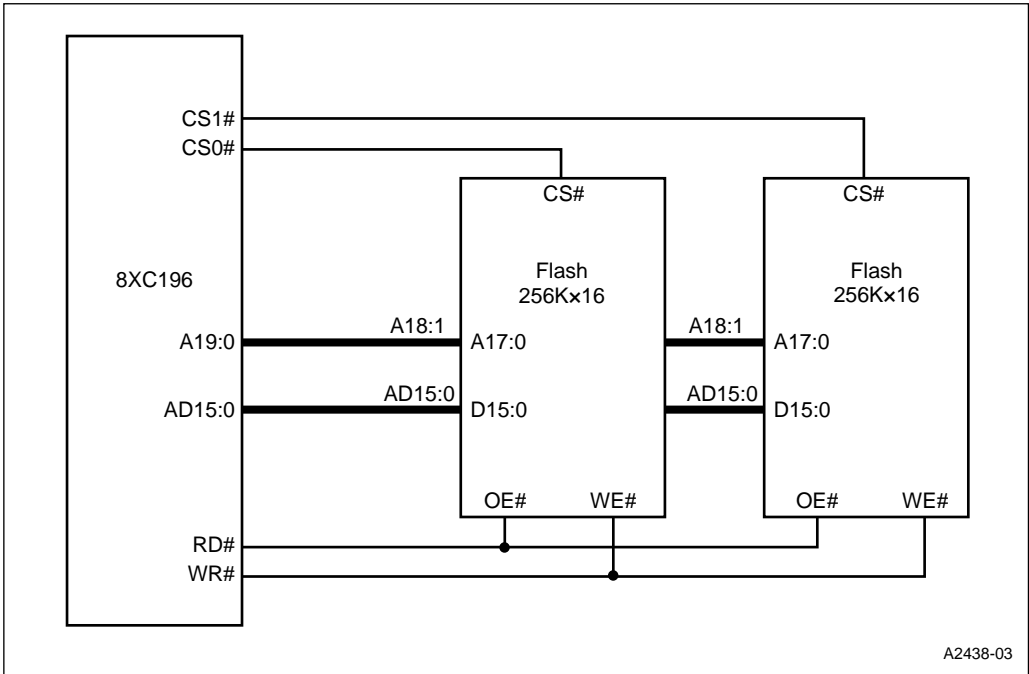 CS1#
CS0#
CS#
CS#
8XC196
Flash
256K×16
Flash
256K×16
A19:0
A18:1
A17:0
A18:1
A17:0
AD15:0
AD15:0
D15:0
AD15:0
D15:0
OE#
WE#
OE#
WE#
RD#
WR#
A2438-03